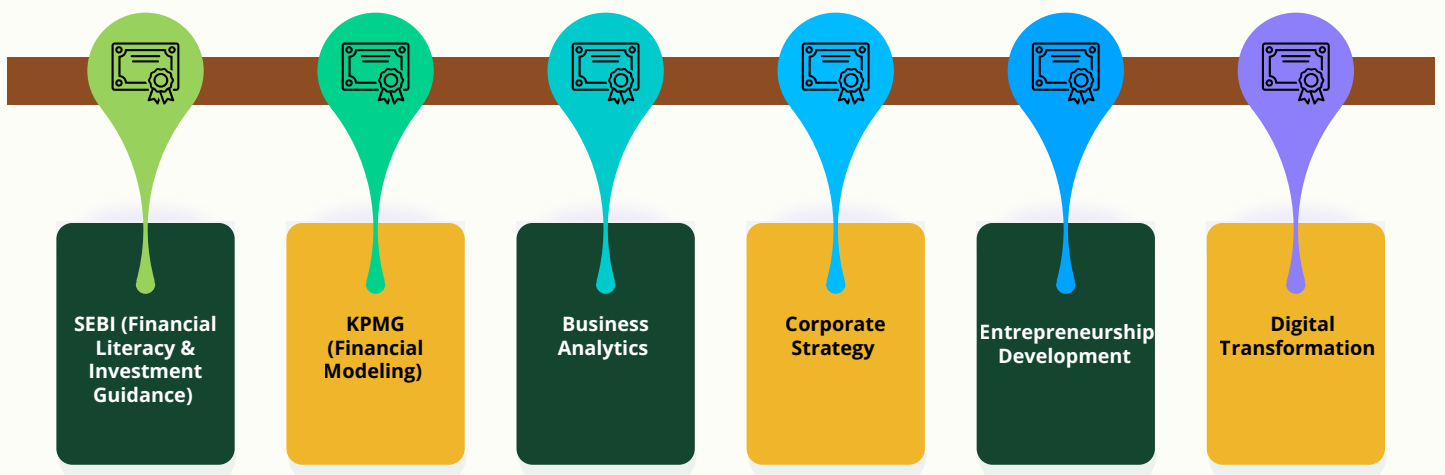 SEBI (Financial
Literacy &
Investment
Guidance)
KPMG
(Financial
Modeling)
Business
Analytics
Corporate
Strategy
Entrepreneurship
Development
Digital
Transformation